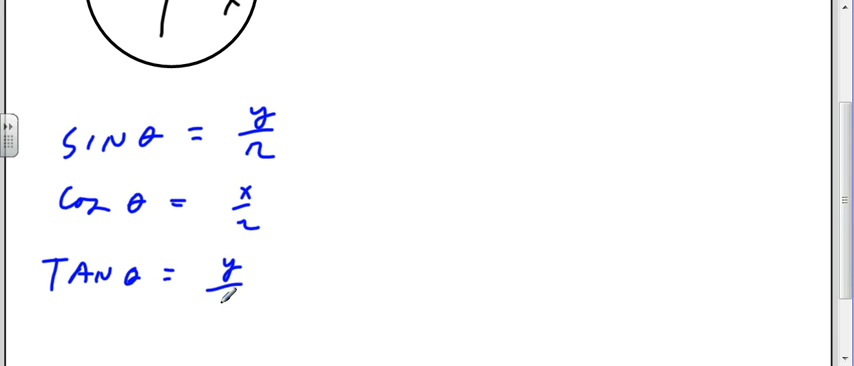 x
SIN θ = y/r
Cos θ = x/r
TAN θ = y/